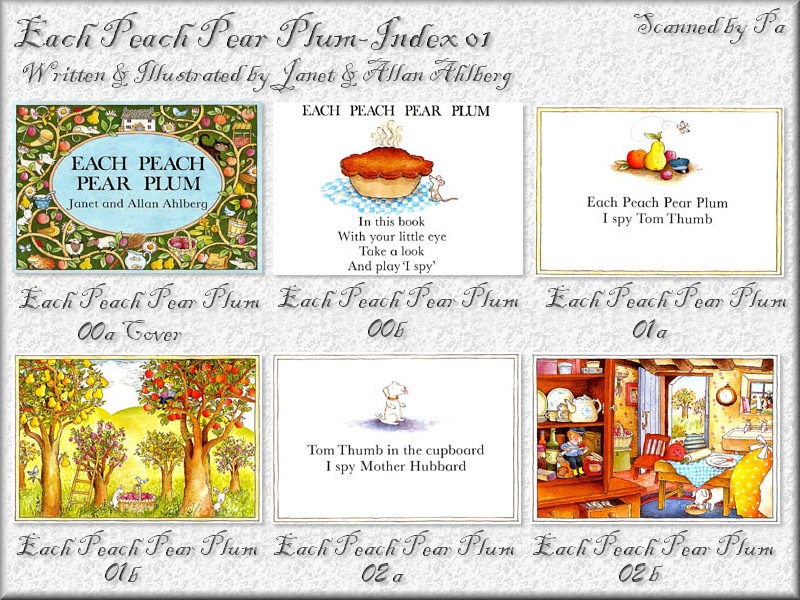 Each Peach Pear Plum-Index 01
Scanned by Pa
Written & Illustrated by Janet & Allan Ahlberg
EACH PEACH
PEAR PLUM
Janet and Allan Ahlberg
EACH PEACH PEAR PLUM
In this book
With your little eye
Take a look
And play 'I spy'
Each Peach Pear Plum
I spy Tom Thumb
Each Peach Pear Plum
00a Cover
Each Peach Pear Plum
00b
Each Peach Pear Plum
01a
Tom Thumb in the cupboard
I spy Mother Hubbard
Each Peach Pear Plum
01b
Each Peach Pear Plum
02a
Each Peach Pear Plum
02b